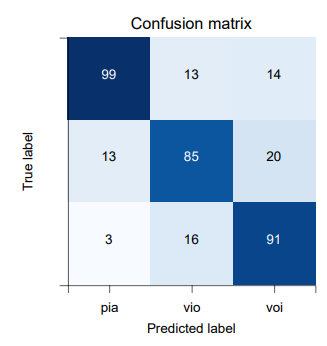 Confusion matrix
True label
99 13 14
13 85 20
3 16 91
pia vio voi
Predicted label